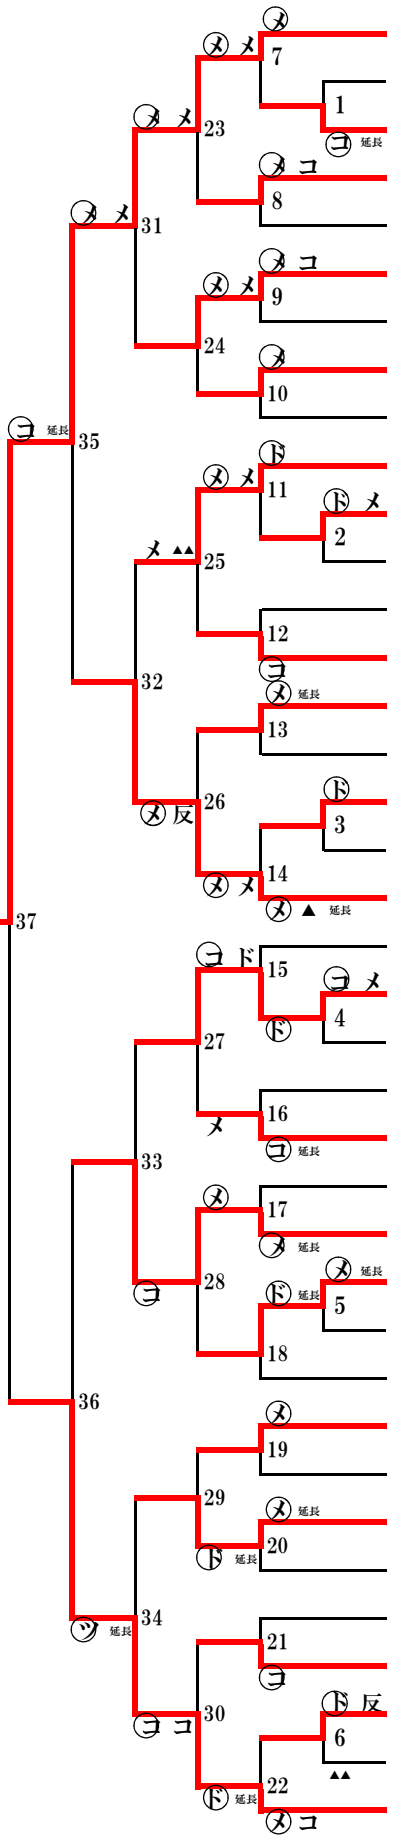 メ
メ メ
7
1
メ メ
23
コ 延長
メ コ
8
メ メ
31
メ コ
メ メ
9
24
メ
10
コ 延長
35
ド
メ メ
11
ド メ
2
メ ▲▲
25
12
コ
メ 延長
32
13
ド
26
メ 反
3
14
メ メ
メ ▲ 延長
37
コ ド
15
コ メ
ド
4
27
16
メ
コ 延長
33
メ
17
メ 延長
メ 延長
28
コ
ド 延長
5
18
36
メ
19
29
メ 延長
20
ド 延長
34
ツ 延長
21
コ
30
コ コ
ド 反
6
▲▲
22
ド 延長
メ コ